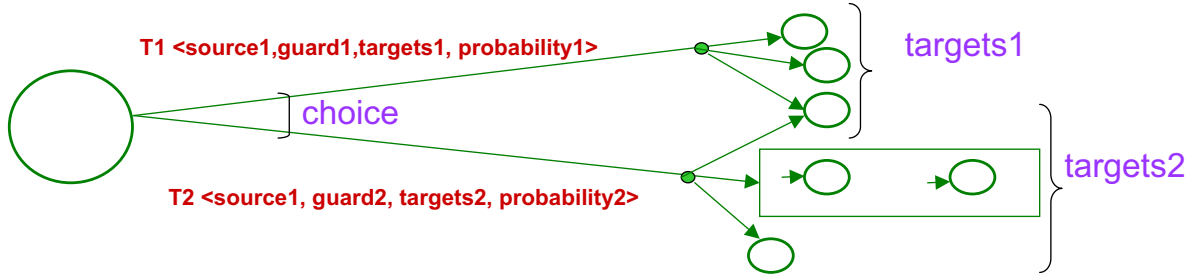 T1 <source1,guard1,targets1, probability1>
targets1
choice
targets2
T2 <source1, guard2, targets2, probability2>